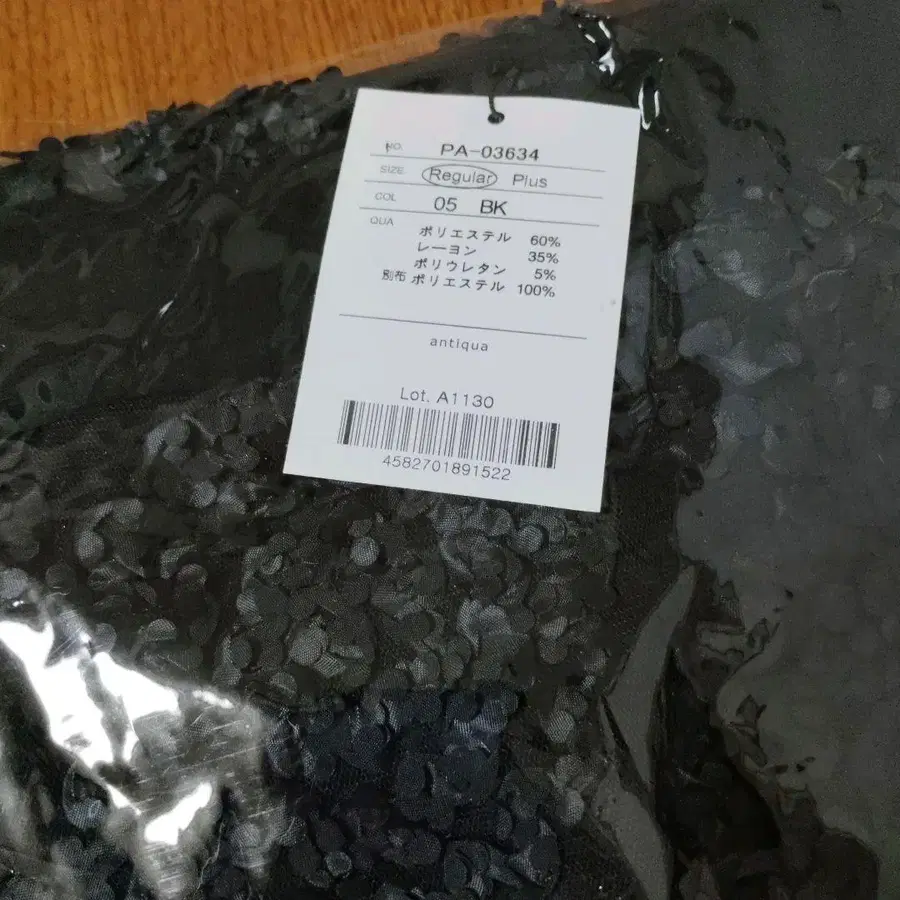 NO. PA-03634
SIZE Regular Plus
COL 05 BK
QUA ポリエステル 60%
レーヨン 35%
ポリウレタン 5%
別布 ポリエステル 100%
antiqua
Lot. A1130
4582701891522